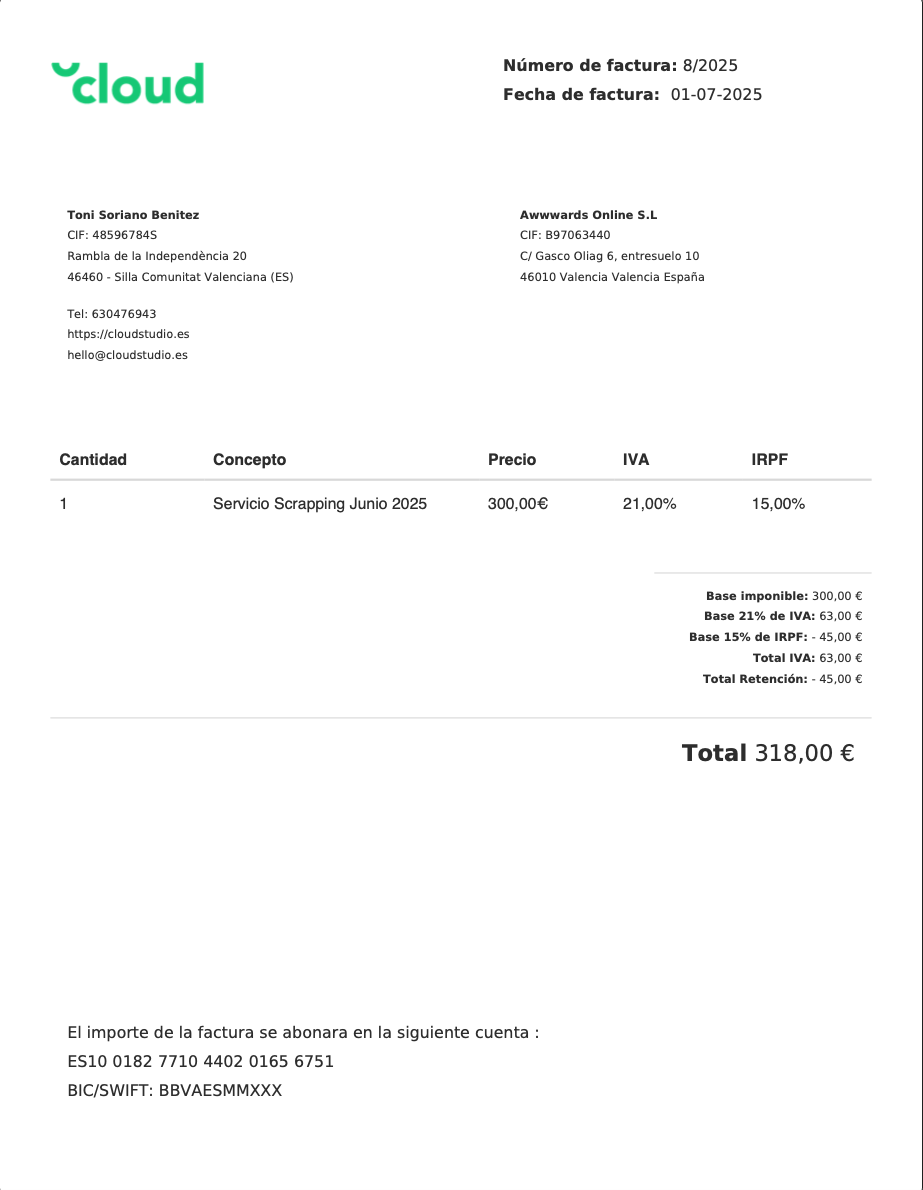 cloud
Número de factura: 8/2025
Fecha de factura: 01-07-2025
Toni Soriano Benitez
CIF: 48596784S
Rambla de la Independència 20
46460 - Silla Comunitat Valenciana (ES)
Tel: 630476943
https://cloudstudio.es
hello@cloudstudio.es
Awwwards Online S.L
CIF: B97063440
C/ Gasco Oliag 6, entresuelo 10
46010 Valencia Valencia España
Cantidad Concepto Precio IVA IRPF
1 Servicio Scrapping Junio 2025 300,00€ 21,00% 15,00%
Base imponible: 300,00 €
Base 21% de IVA: 63,00 €
Base 15% de IRPF: - 45,00 €
Total IVA: 63,00 €
Total Retención: - 45,00 €
Total 318,00 €
El importe de la factura se abonara en la siguiente cuenta :
ES10 0182 7710 4402 0165 6751
BIC/SWIFT: BBVAESMMXXX